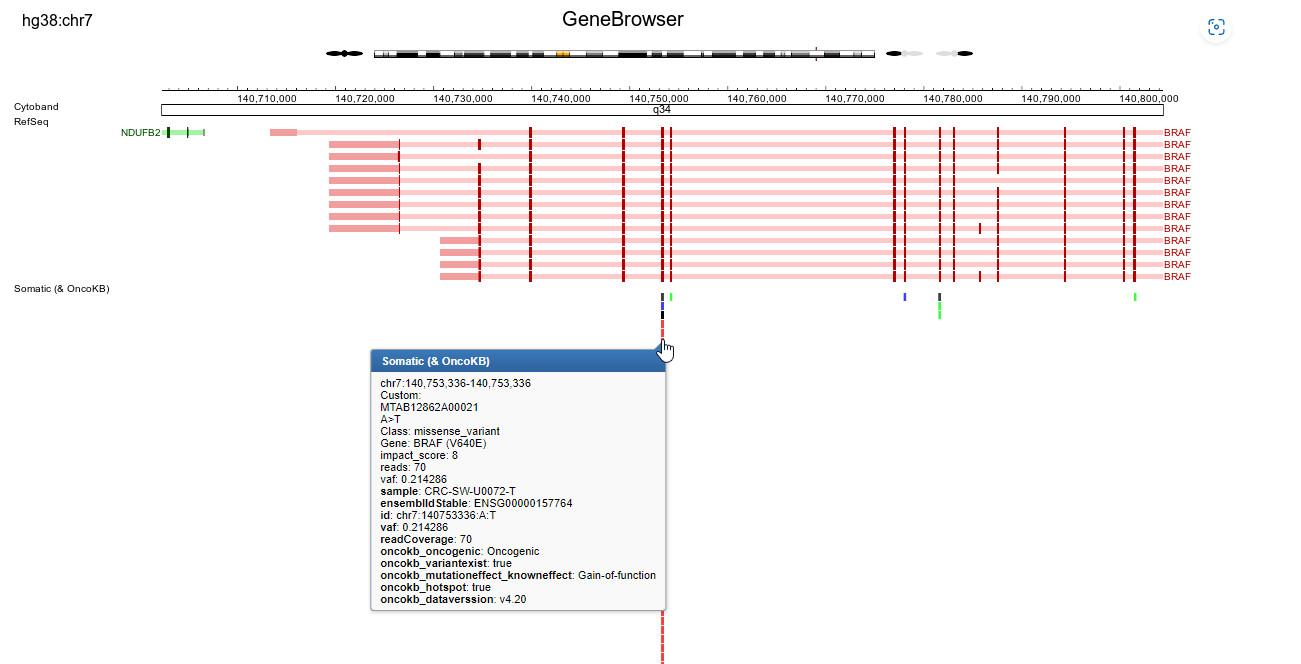 hg38:chr7
GeneBrowser
140,710,000 140,720,000 140,730,000 140,740,000 140,750,000 140,760,000 140,770,000 140,780,000 140,790,000 140,800,000
Cytoband
q34
RefSeq
NDUFB2 BRAF
BRAF
BRAF
BRAF
BRAF
BRAF
BRAF
BRAF
BRAF
BRAF
BRAF
BRAF
BRAF
Somatic (& OncoKB)
Somatic (& OncoKB)
chr7:140,753,336-140,753,336
Custom:
MTAB12862A00021
A>T
Class: missense_variant
Gene: BRAF (V640E)
impact_score: 8
reads: 70
vaf: 0.214286
sample: CRC-SW-U0072-T
ensemblIdStable: ENSG00000157764
id: chr7:140753336:A:T
vaf: 0.214286
readCoverage: 70
oncokb_oncogenic: Oncogenic
oncokb_variantexist: true
oncokb_mutationeffect_knowneffect: Gain-of-function
oncokb_hotspot: true
oncokb_dataverssion: v4.20